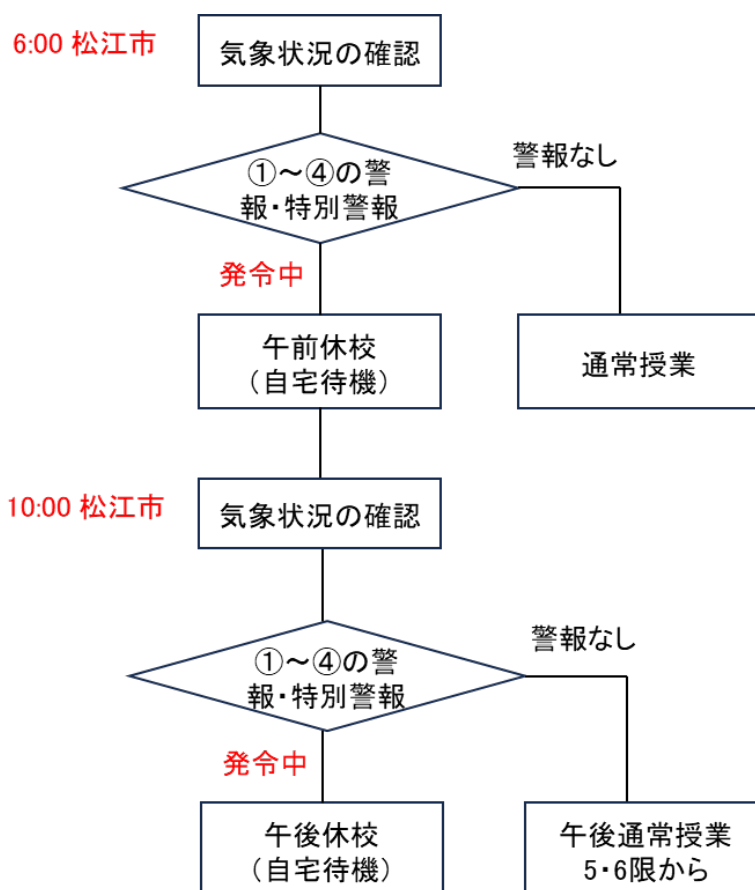 6:00 松江市
気象状況の確認
①～④の警
報・特別警報
警報なし
発令中
午前休校
（自宅待機）
通常授業
10:00 松江市
気象状況の確認
①～④の警
報・特別警報
警報なし
発令中
午後休校
（自宅待機）
午後通常授業
5・6限から